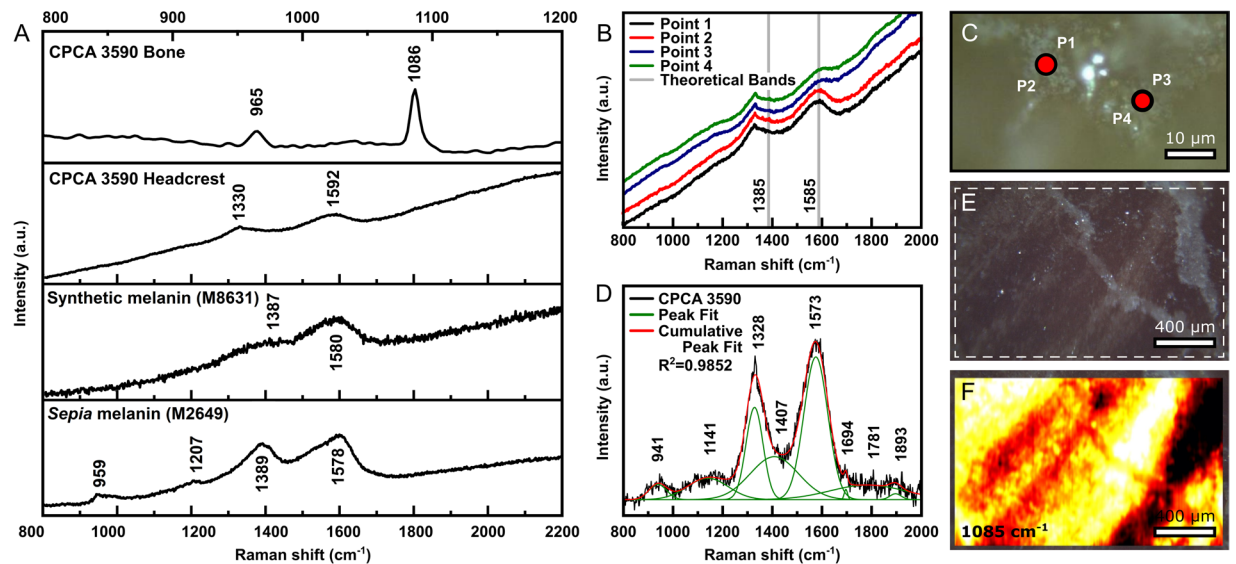 A
800 900 1000 1100 1200
CPCA 3590 Bone
965
1086
CPCA 3590 Headcrest
1330
1592
Synthetic melanin (M8631)
1387
1580
Sepia melanin (M2649)
959
1207
1389
1578
Intensity (a.u.)
800 1000 1200 1400 1600 1800 2000 2200
Raman shift (cm⁻¹)
B
Point 1
Point 2
Point 3
Point 4
Theoretical Bands
1385
1585
Intensity (a.u.)
800 1000 1200 1400 1600 1800 2000
Raman shift (cm⁻¹)
C
P1
P2
P3
P4
10 µm
D
CPCA 3590
Peak Fit
Cumulative
Peak Fit
R²=0.9852
941
1141
1328
1407
1573
1694
1781
1893
Intensity (a.u.)
800 1000 1200 1400 1600 1800 2000
Raman shift (cm⁻¹)
E
400 µm
F
1085 cm⁻¹
400 µm